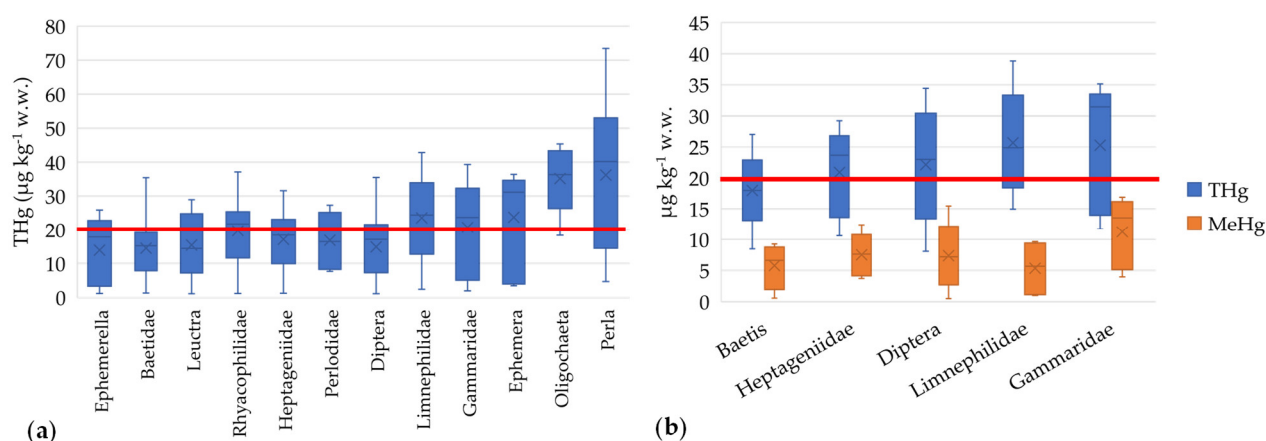 80
70
60
50
40
30
20
10
0
THg (µg kg-1 w.w.)
Ephemerella
Baetidae
Leuctra
Rhyacophilidae
Heptageniidae
Perlodidae
Diptera
Limnephilidae
Gammaridae
Ephemera
Oligochaeta
Perla
(a)
45
40
35
30
25
20
15
10
5
0
µg kg-1 w.w.
Baetis
Heptageniidae
Diptera
Limnephilidae
Gammaridae
THg
MeHg
(b)